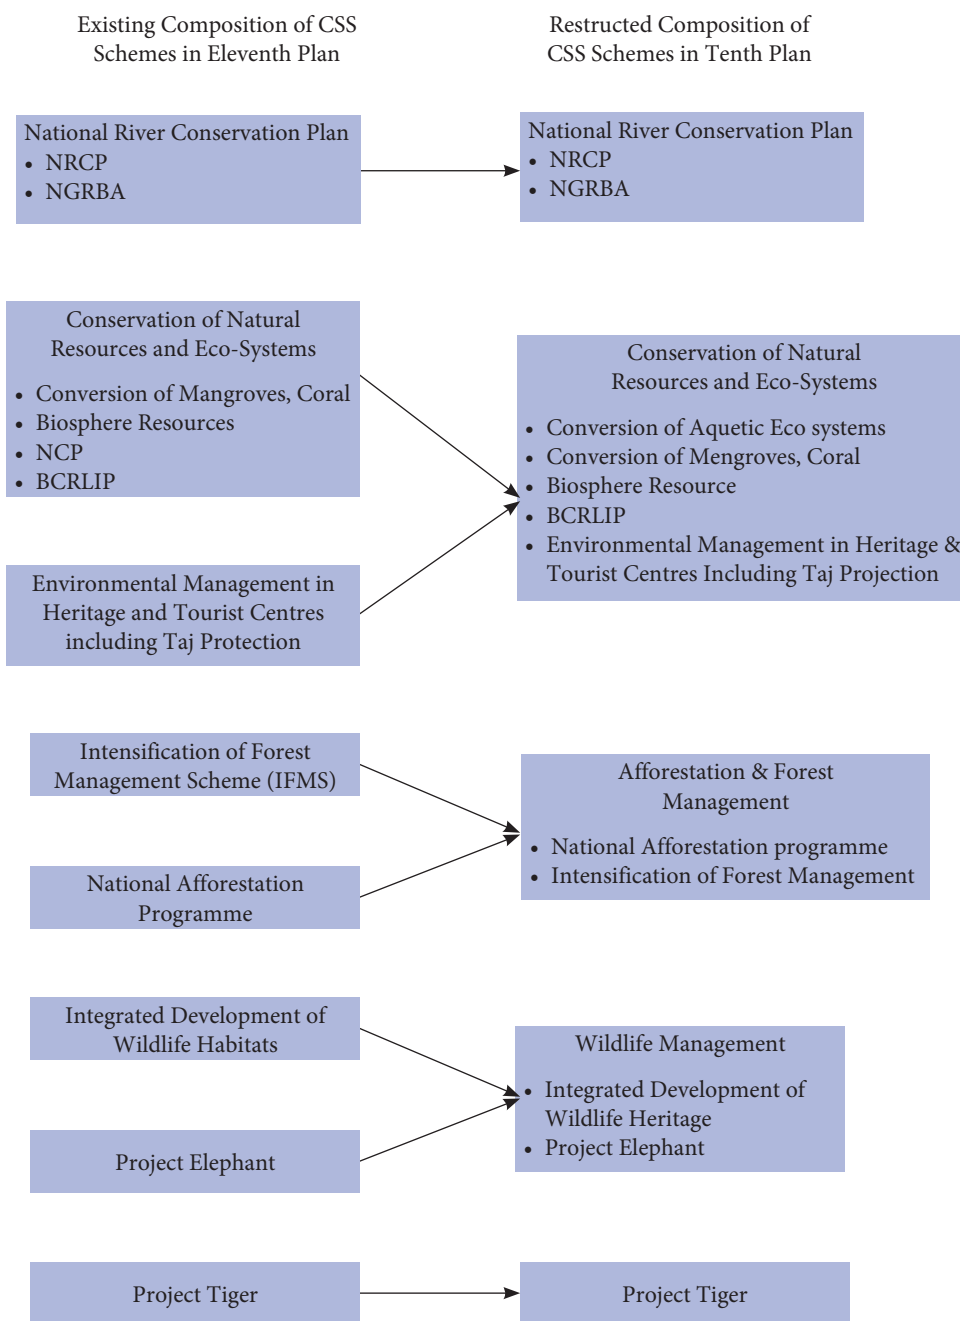 Existing Composition of CSS
Schemes in Eleventh Plan
Restructed Composition of
CSS Schemes in Tenth Plan
National River Conservation Plan
• NRCP
• NGRBA
National River Conservation Plan
• NRCP
• NGRBA
Conservation of Natural
Resources and Eco-Systems
• Conversion of Mangroves, Coral
• Biosphere Resources
• NCP
• BCRLIP
Environmental Management in
Heritage and Tourist Centres
including Taj Protection
Conservation of Natural
Resources and Eco-Systems
• Conversion of Aquetic Eco systems
• Conversion of Mengroves, Coral
• Biosphere Resource
• BCRLIP
• Environmental Management in Heritage &
Tourist Centres Including Taj Projection
Intensification of Forest
Management Scheme (IFMS)
National Afforestation
Programme
Afforestation & Forest
Management
• National Afforestation programme
• Intensification of Forest Management
Integrated Development of
Wildlife Habitats
Project Elephant
Wildlife Management
• Integrated Development of
Wildlife Heritage
• Project Elephant
Project Tiger
Project Tiger